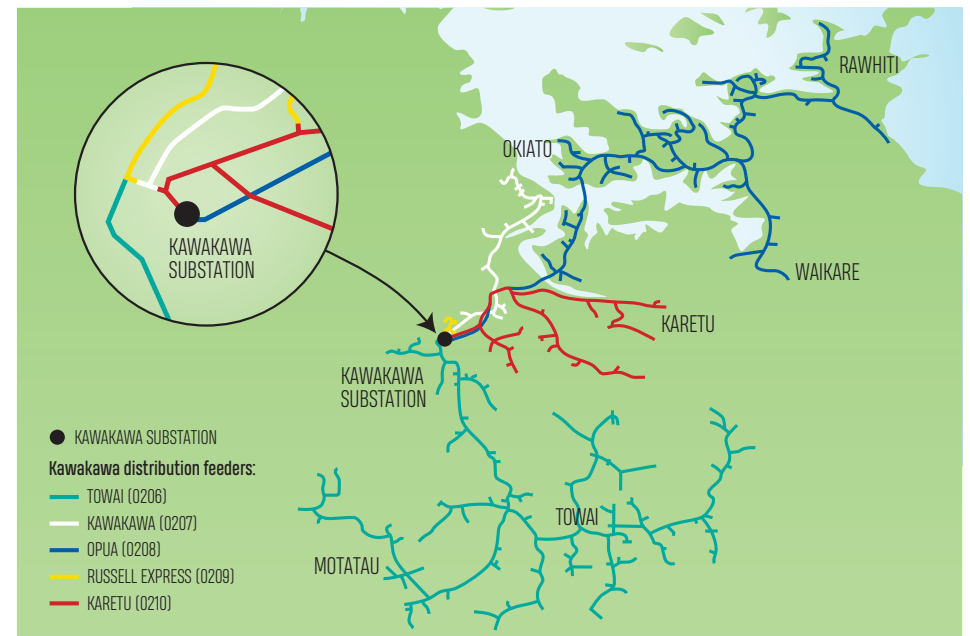 RAWHITI
OKIATO
KAWAKAWA
SUBSTATION
WAIKARE
KARETU
KAWAKAWA
SUBSTATION
KAWAKAWA SUBSTATION
Kawakawa distribution feeders:
TOWAI (0206)
KAWAKAWA (0207)
OPUA (0208)
RUSSELL EXPRESS (0209)
KARETU (0210)
TOWAI
MOTATAU